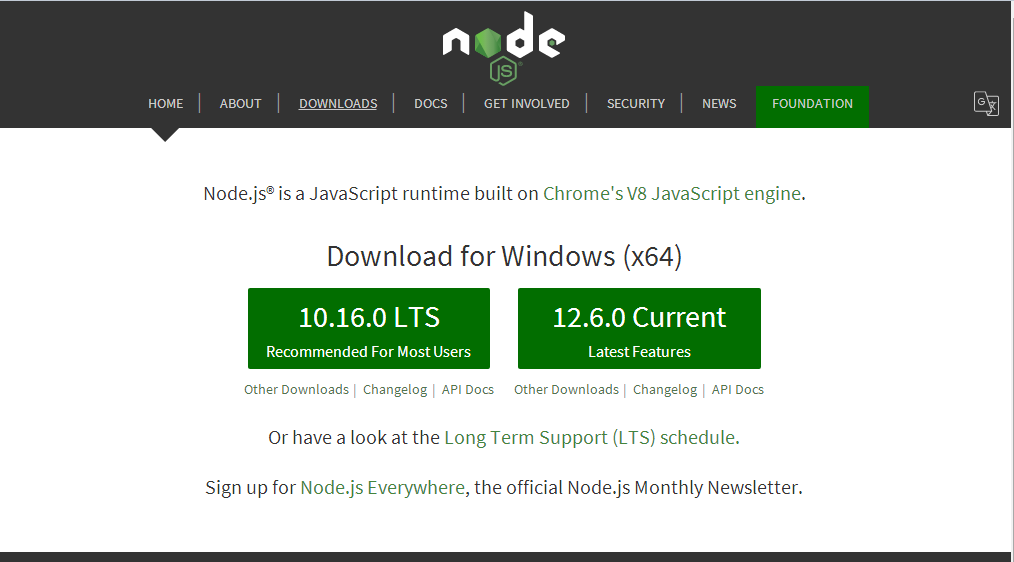 node
JS
HOME | ABOUT | DOWNLOADS | DOCS | GET INVOLVED | SECURITY | NEWS FOUNDATION
Node.js® is a JavaScript runtime built on Chrome's V8 JavaScript engine.
Download for Windows (x64)
10.16.0 LTS
Recommended For Most Users
12.6.0 Current
Latest Features
Other Downloads | Changelog | API Docs
Other Downloads | Changelog | API Docs
Or have a look at the Long Term Support (LTS) schedule.
Sign up for Node.js Everywhere, the official Node.js Monthly Newsletter.